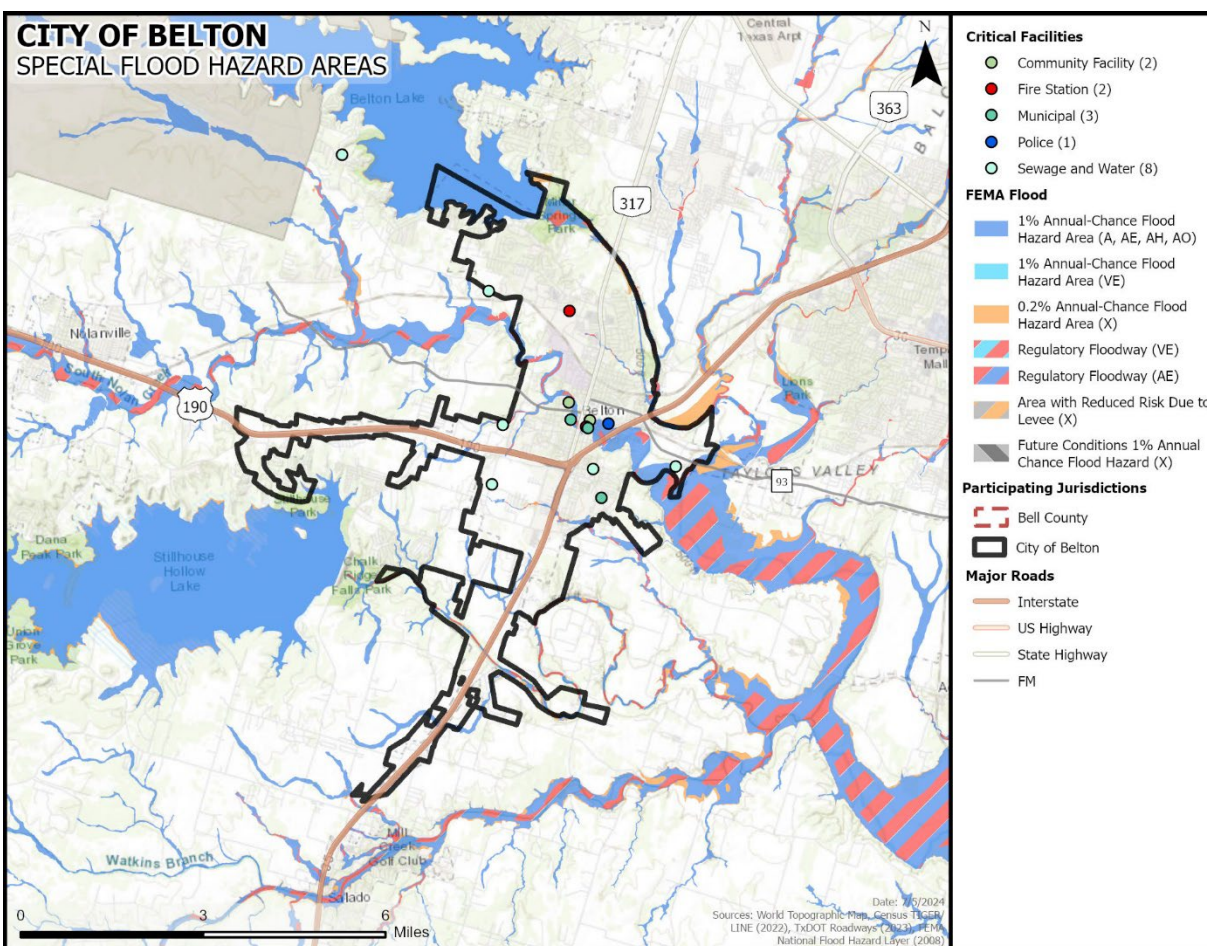 CITY OF BELTON
SPECIAL FLOOD HAZARD AREAS
Central
Texas Arpt
N
Belton Lake
363
317
Park
Nolanville
South Nolan Creek
190
190
Belton
Lions
Park
Mall
TAYLORS VALLEY
93
Stillhouse
Park
Dana
Peak Park
Stillhouse
Hollow
Lake
Chalk
Ridge
Falls Park
Union
Grove
Park
Mill
Creek
Golf Club
Watkins Branch
Salado
0 3 6
Miles
Date: 7/5/2024
Sources: World Topographic Map, Census TIGER/
LINE (2022), TxDOT Roadways (2023), FEMA
National Flood Hazard Layer (2008)
Critical Facilities
Community Facility (2)
Fire Station (2)
Municipal (3)
Police (1)
Sewage and Water (8)
FEMA Flood
1% Annual-Chance Flood
Hazard Area (A, AE, AH, AO)
1% Annual-Chance Flood
Hazard Area (VE)
0.2% Annual-Chance Flood
Hazard Area (X)
Regulatory Floodway (VE)
Regulatory Floodway (AE)
Area with Reduced Risk Due to
Levee (X)
Future Conditions 1% Annual
Chance Flood Hazard (X)
Participating Jurisdictions
Bell County
City of Belton
Major Roads
Interstate
US Highway
State Highway
FM